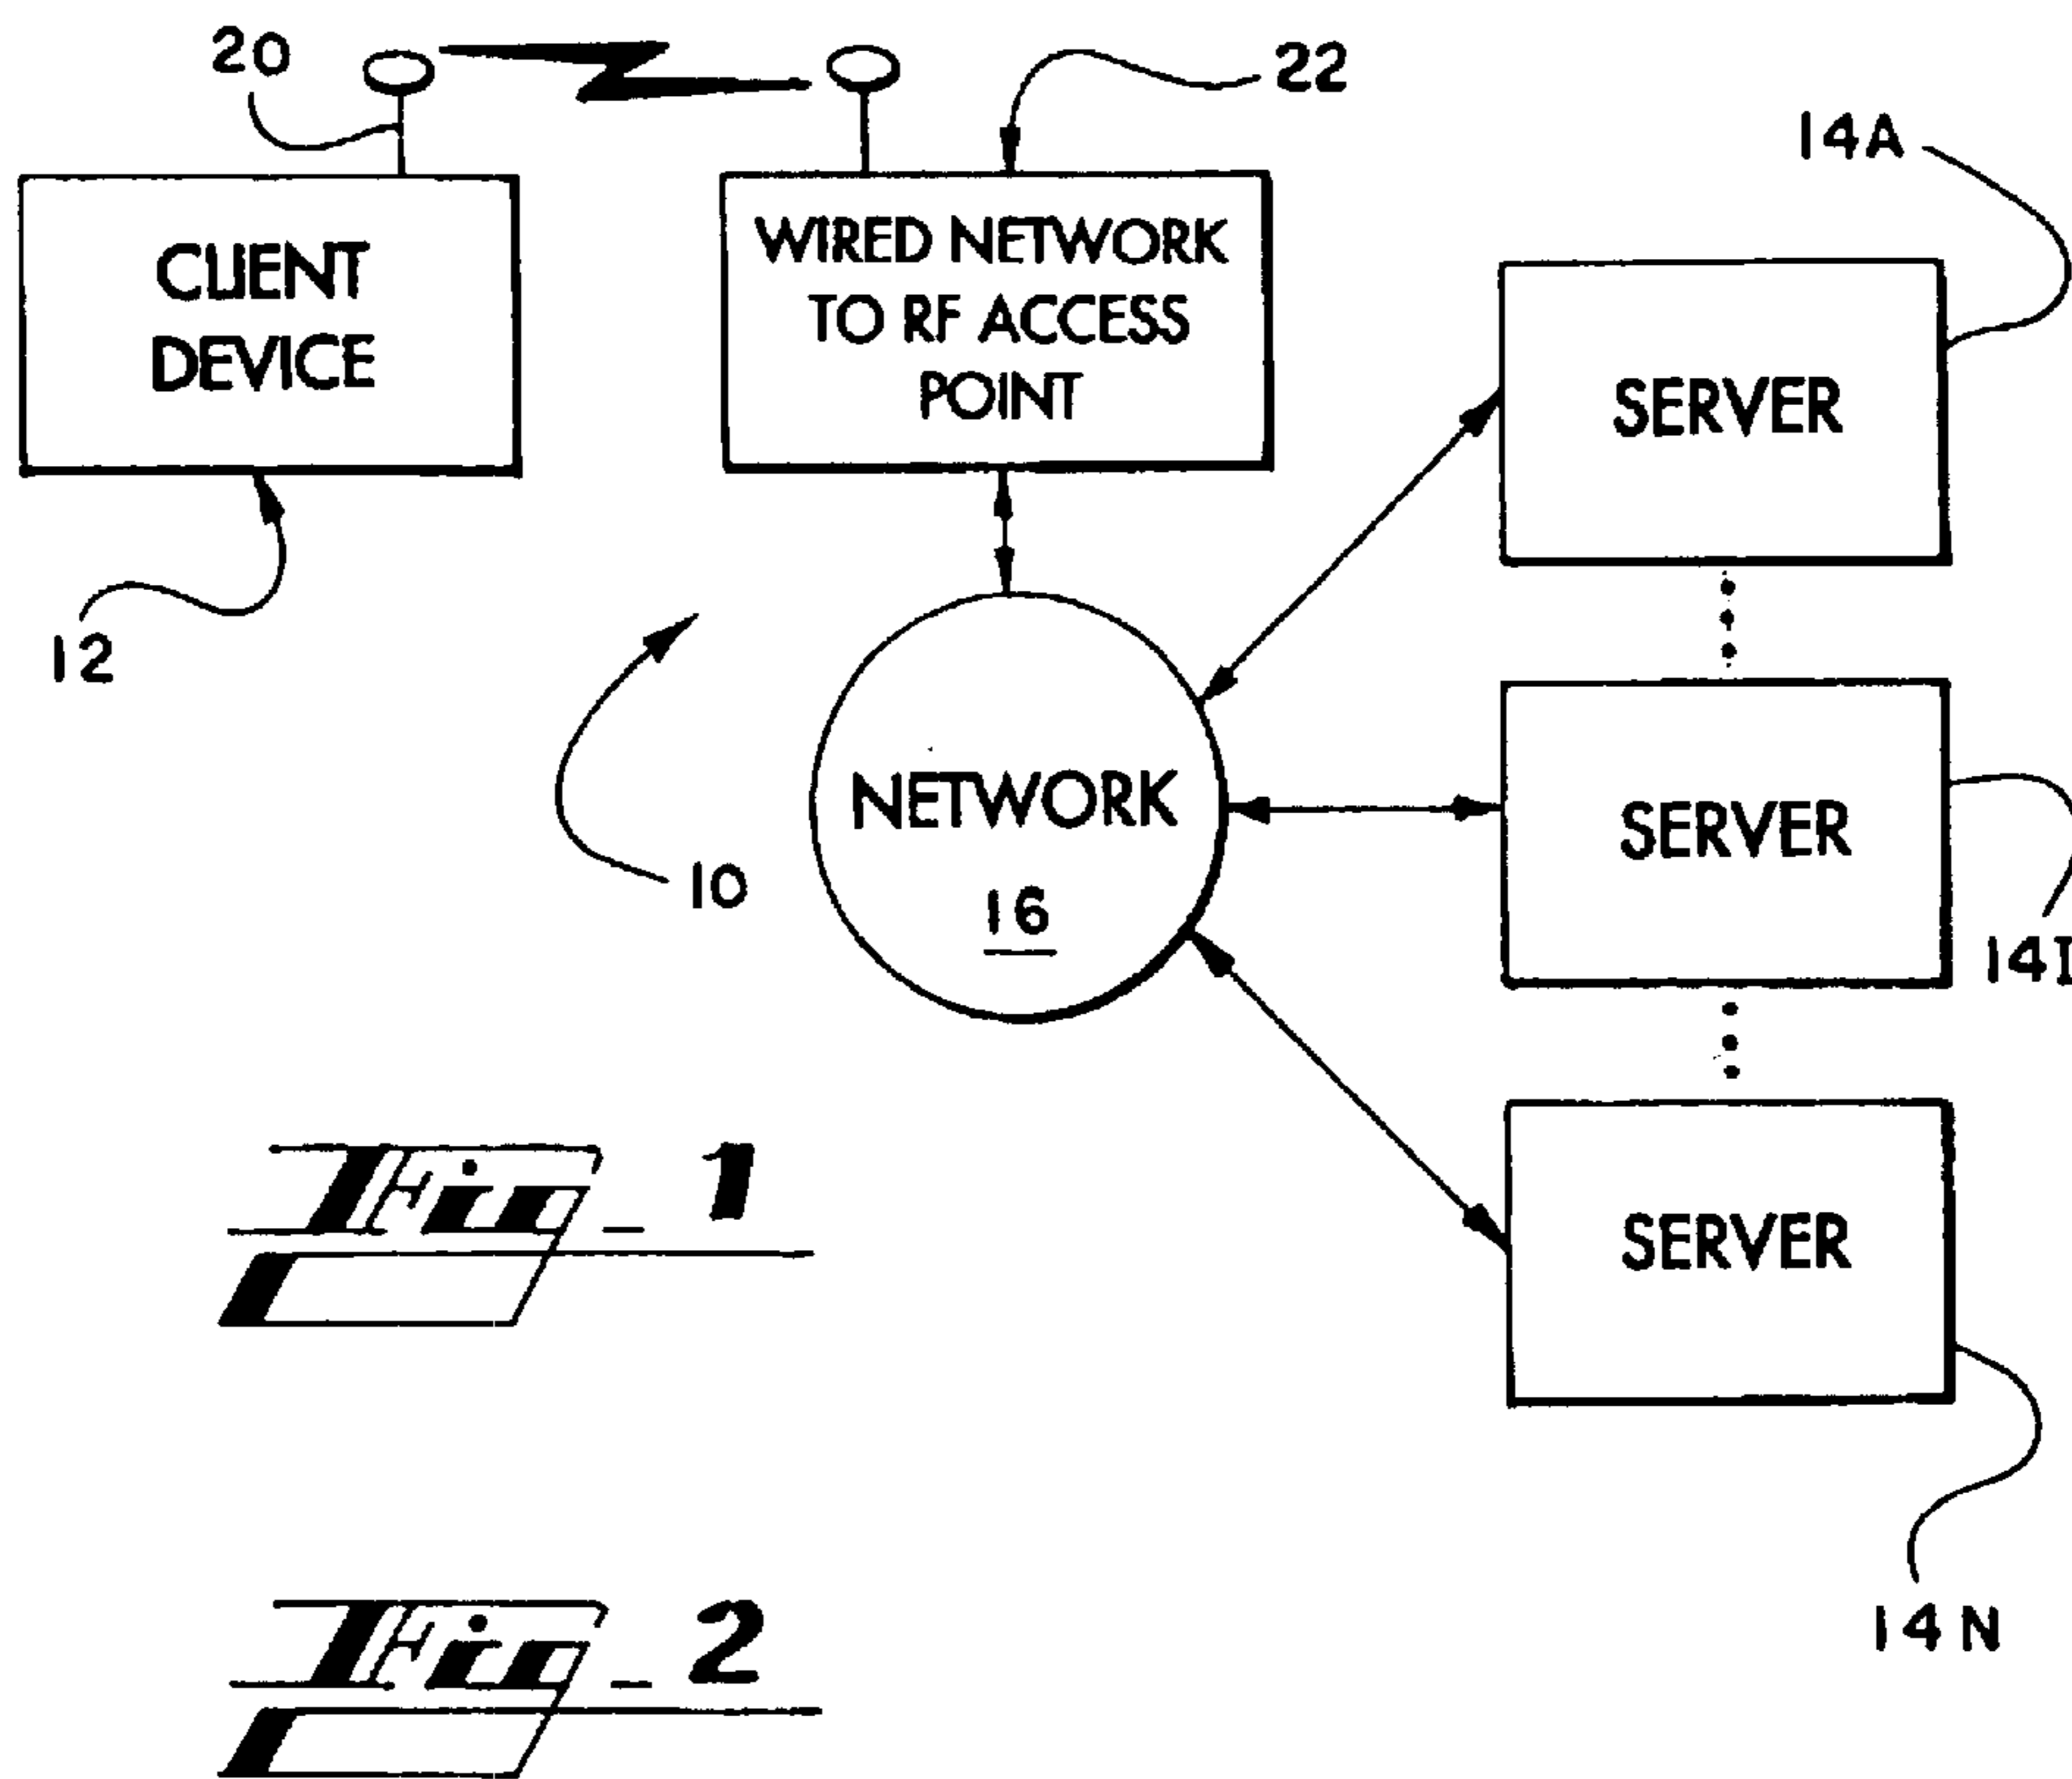 20
22
14A
CLIENT
DEVICE
WIRED NETWORK
TO RF ACCESS
POINT
SERVER
12
NETWORK
16
10
SERVER
14I
SERVER
14N
Fig_1
Fig_2